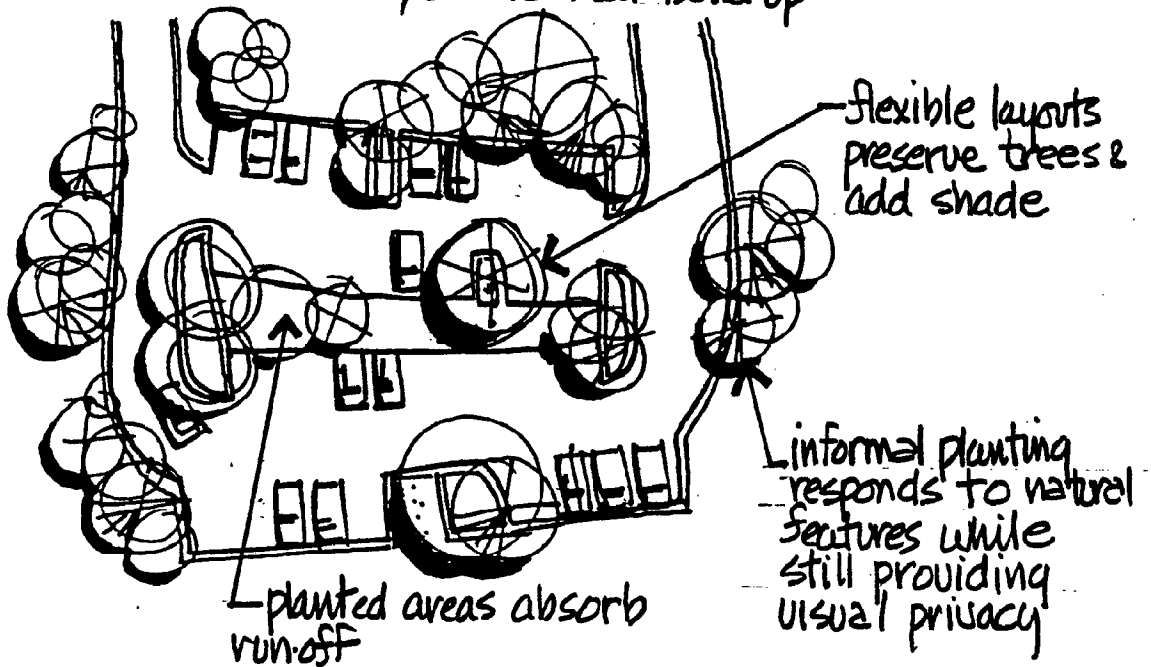 flexible layouts
preserve trees &
add shade
informal planting
responds to natural
features while
still providing
visual privacy
planted areas absorb
run-off